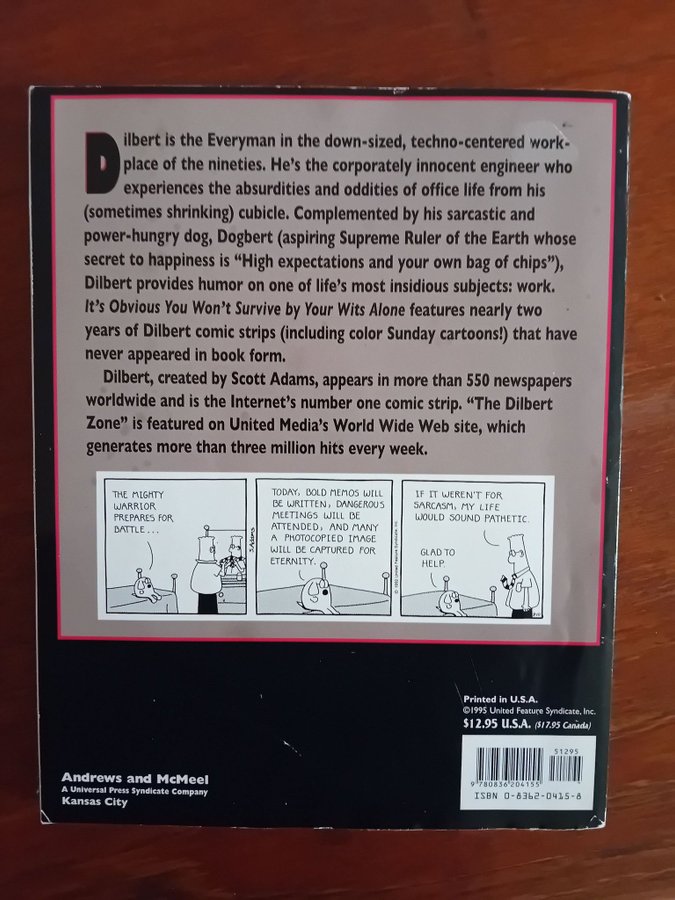 Dilbert is the Everyman in the down-sized, techno-centered work-
place of the nineties. He's the corporately innocent engineer who
experiences the absurdities and oddities of office life from his
(sometimes shrinking) cubicle. Complemented by his sarcastic and
power-hungry dog, Dogbert (aspiring Supreme Ruler of the Earth whose
secret to happiness is "High expectations and your own bag of chips"),
Dilbert provides humor on one of life's most insidious subjects: work.
It's Obvious You Won't Survive by Your Wits Alone features nearly two
years of Dilbert comic strips (including color Sunday cartoons!) that have
never appeared in book form.
Dilbert, created by Scott Adams, appears in more than 550 newspapers
worldwide and is the Internet's number one comic strip. "The Dilbert
Zone" is featured on United Media's World Wide Web site, which
generates more than three million hits every week.
THE MIGHTY
WARRIOR
PREPARES FOR
BATTLE...
S.Adams
TODAY, BOLD MEMOS WILL
BE WRITTEN, DANGEROUS
MEETINGS WILL BE
ATTENDED, AND MANY
A PHOTOCOPIED IMAGE
WILL BE CAPTURED FOR
ETERNITY.
United Feature Syndicate, Inc.
IF IT WEREN'T FOR
SARCASM, MY LIFE
WOULD SOUND PATHETIC.
GLAD TO
HELP.
Printed in U.S.A.
©1995 United Feature Syndicate, Inc.
$12.95 U.S.A. ($17.95 Canada)
51295
9 780836 204155
ISBN 0-8362-0415-8
Andrews and McMeel
A Universal Press Syndicate Company
Kansas City